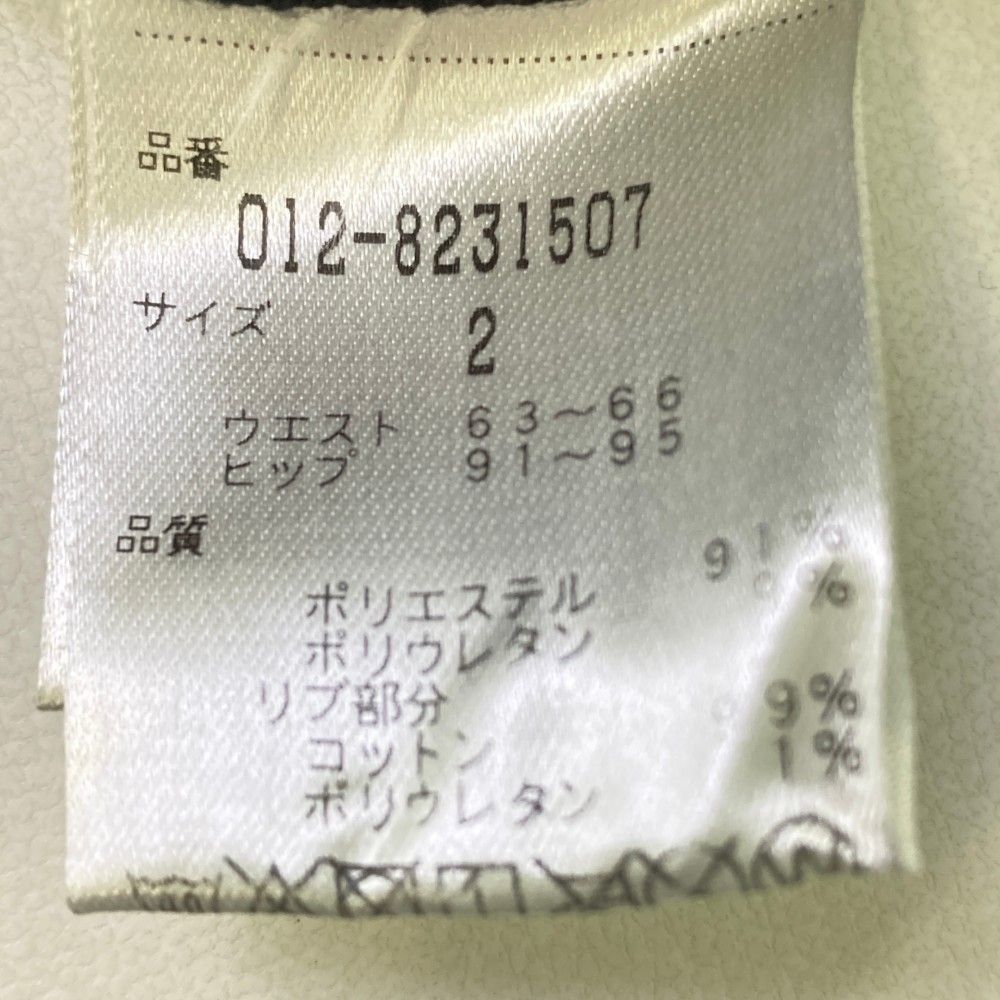 品番
012-8231507
サイズ 2
ウエスト 63～66
ヒップ 91～95
品質
ポリエステル 91%
ポリウレタン %
リブ部分
コットン 99%
ポリウレタン 1%